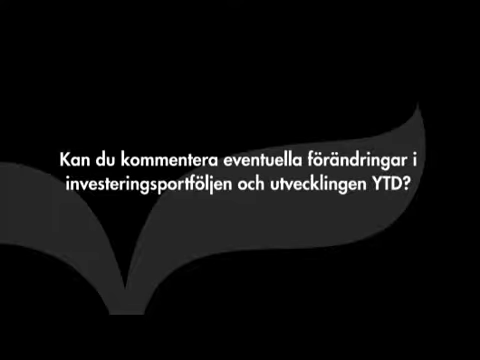 Kan du kommentera eventuella förändringar i
investeringsportföljen och utvecklingen YTD?